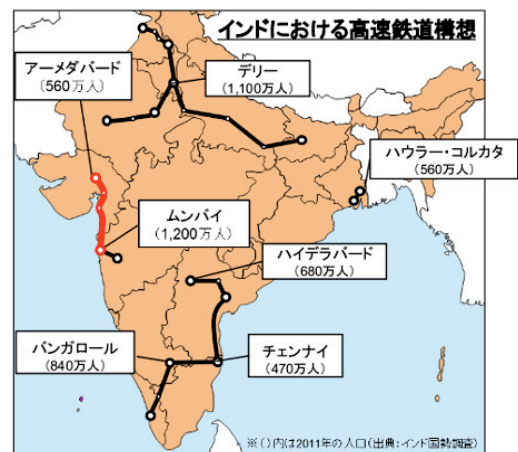 インドにおける高速鉄道構想
アーメダバード
(560万人)
デリー
(1,100万人)
ハウラー・コルカタ
(560万人)
ムンバイ
(1,200万人)
ハイデラバード
(680万人)
バンガロール
(840万人)
チェンナイ
(470万人)
※()内は2011年の人口(出典:インド国勢調査)